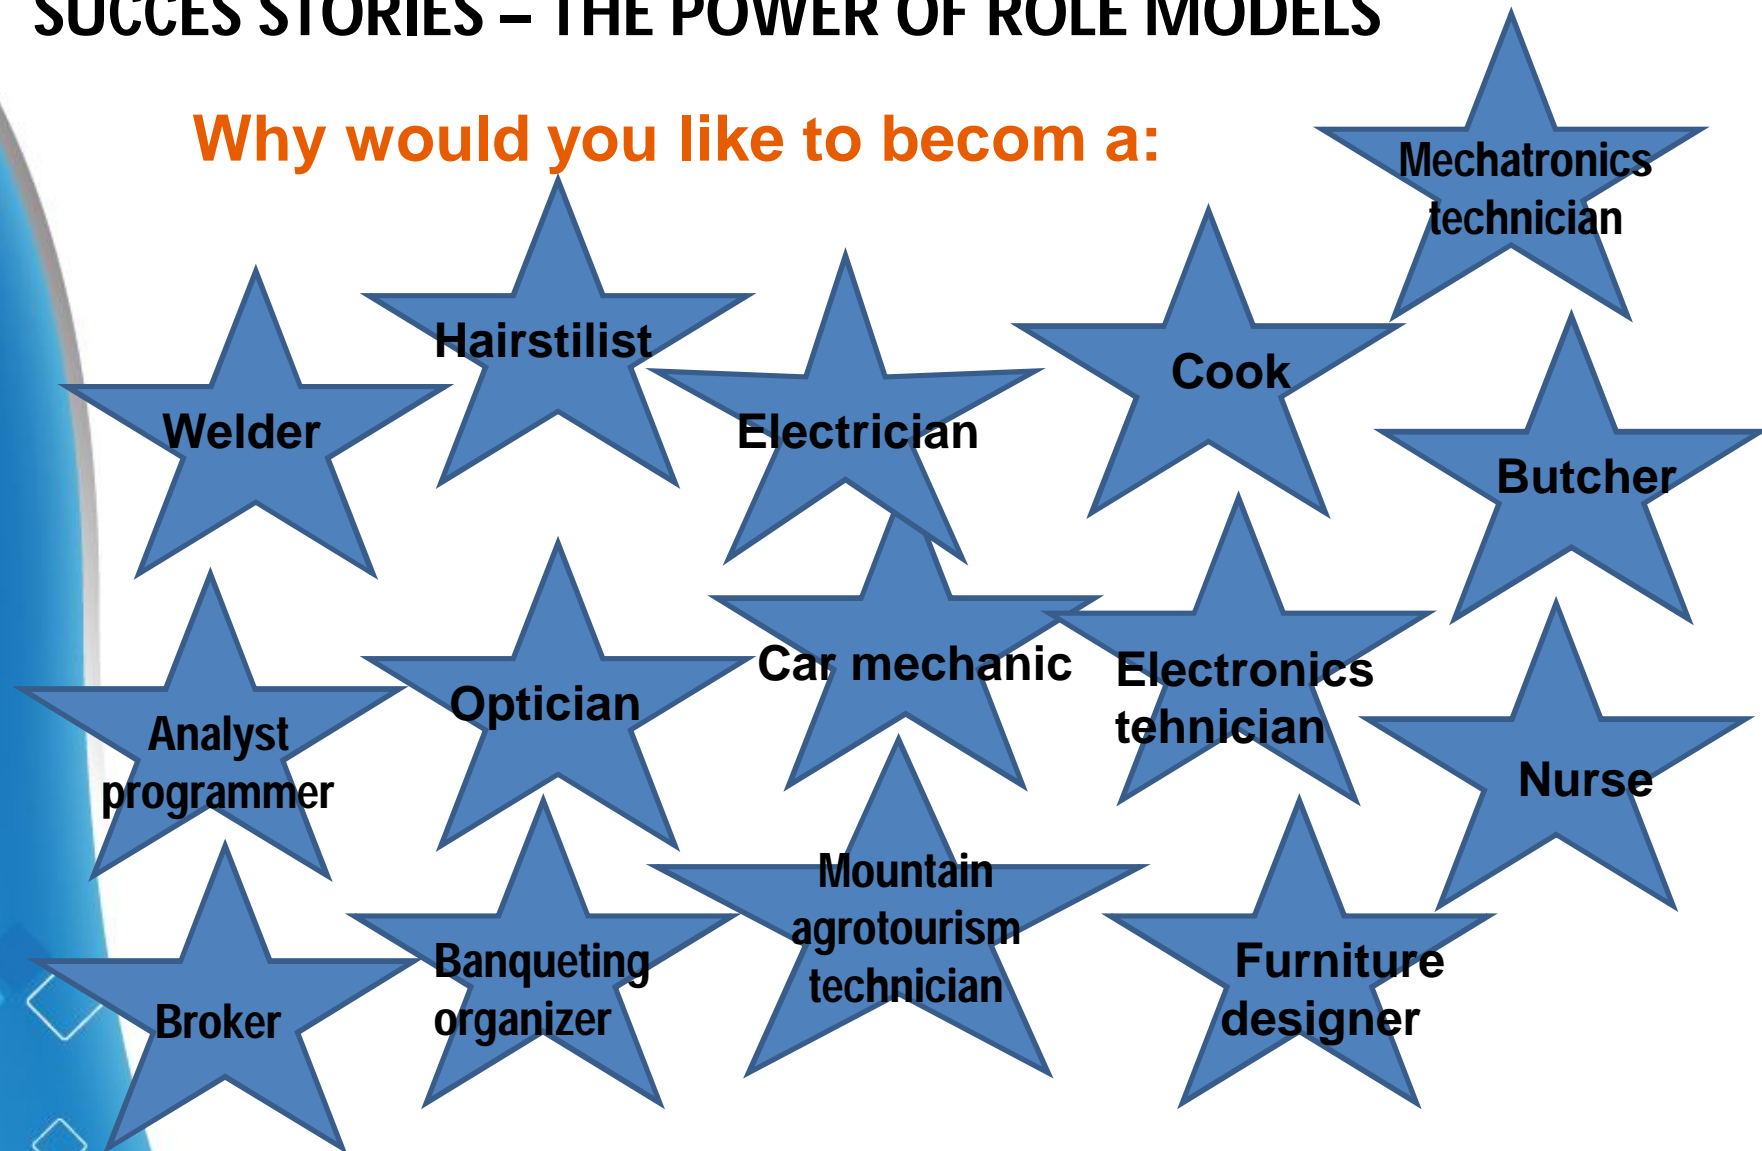 SUCCES STORIES – THE POWER OF ROLE MODELS
Why would you like to becom a:
Mechatronics
technician
Hairstilist
Cook
Welder
Electrician
Butcher
Car mechanic
Electronics
tehnician
Optician
Analyst
programmer
Nurse
Mountain
agrotourism
technician
Banqueting
organizer
Furniture
designer
Broker